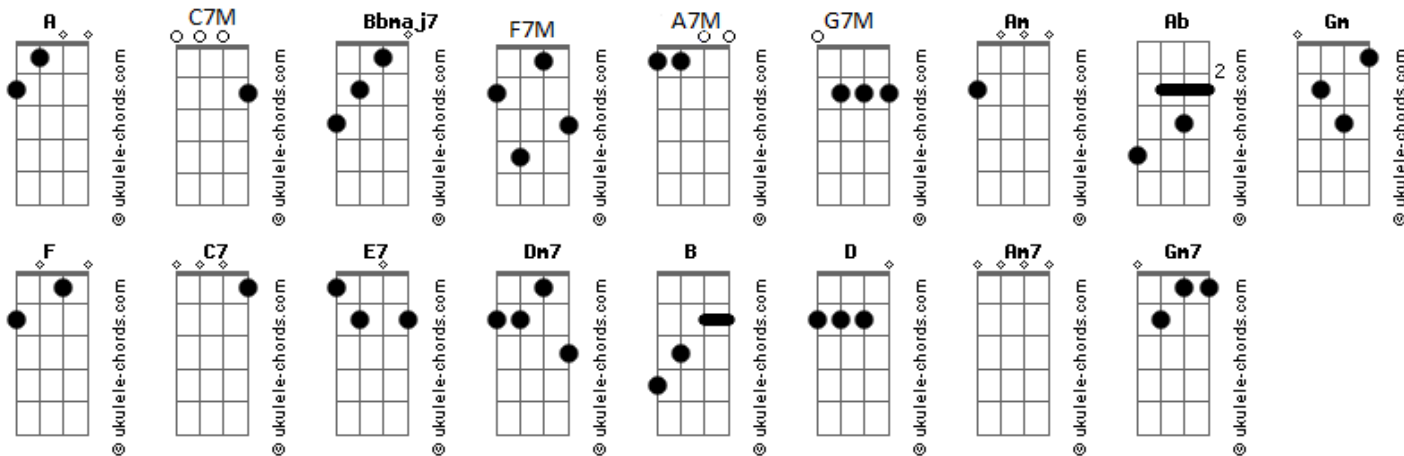 A C7M Bbmaj7 F7M A7M G7M Am Ab Gm
2
© ukulele-chords.com © ukulele-chords.com © ukulele-chords.com © ukulele-chords.com © ukulele-chords.com © ukulele-chords.com © ukulele-chords.com © ukulele-chords.com © ukulele-chords.com
F C7 E7 Dm7 B D Am7 Gm7
© ukulele-chords.com © ukulele-chords.com © ukulele-chords.com © ukulele-chords.com © ukulele-chords.com © ukulele-chords.com © ukulele-chords.com © ukulele-chords.com